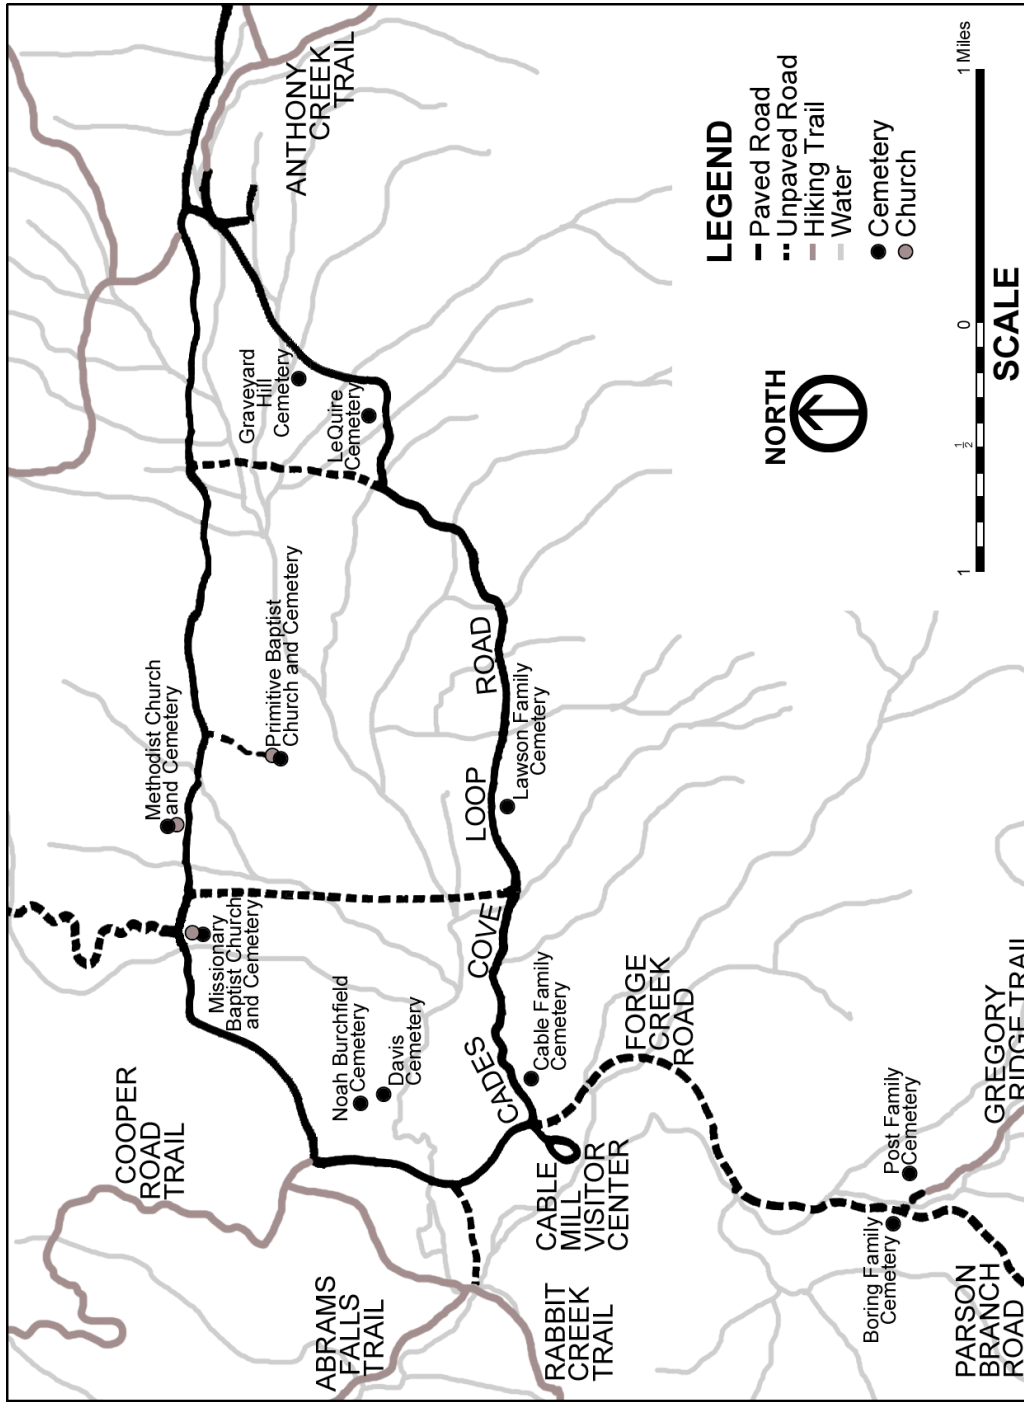 ANTHONY
CREEK
TRAIL
Graveyard
Hill
Cemetery
LeQuire
Cemetery
Methodist Church
and Cemetery
Primitive Baptist
Church and Cemetery
Missionary
Baptist Church
and Cemetery
CADES COVE LOOP ROAD
Lawson Family
Cemetery
Cable Family
Cemetery
Noah Burchfield
Cemetery
Davis
Cemetery
COOPER
ROAD
TRAIL
ABRAMS
FALLS
TRAIL
RABBIT
CREEK
TRAIL
CABLE
MILL
VISITOR
CENTER
FORGE
CREEK
ROAD
Post Family
Cemetery
Boring Family
Cemetery
GREGORY
RIDGE TRAIL
PARSON
BRANCH
ROAD
LEGEND
Paved Road
Unpaved Road
Hiking Trail
Water
Cemetery
Church
NORTH
1 ½ 0 1 Miles
SCALE